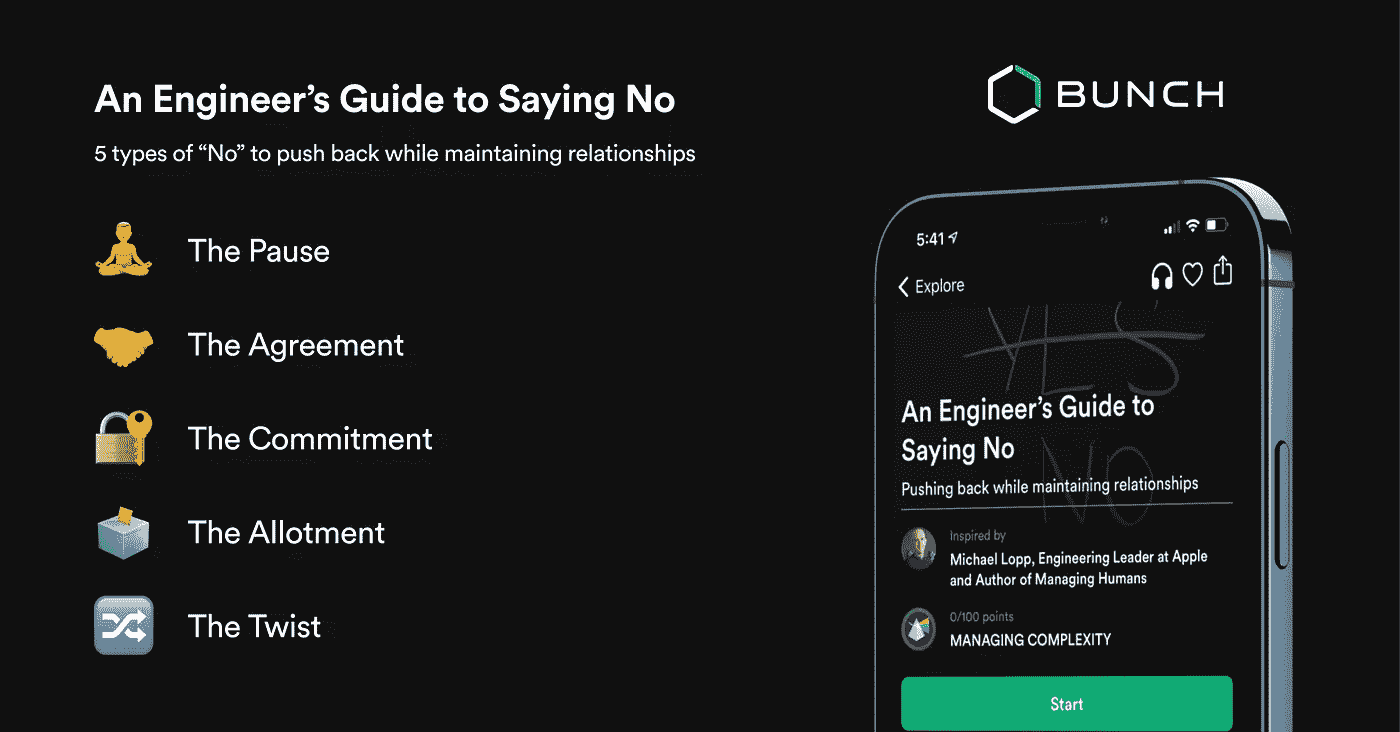 An Engineer’s Guide to Saying No
5 types of “No” to push back while maintaining relationships
The Pause
The Agreement
The Commitment
The Allotment
The Twist
BUNCH
5:41
Explore
YES
An Engineer’s Guide to
Saying No
NO
Pushing back while maintaining relationships
Inspired by
Michael Lopp, Engineering Leader at Apple
and Author of Managing Humans
0/100 points
MANAGING COMPLEXITY
Start